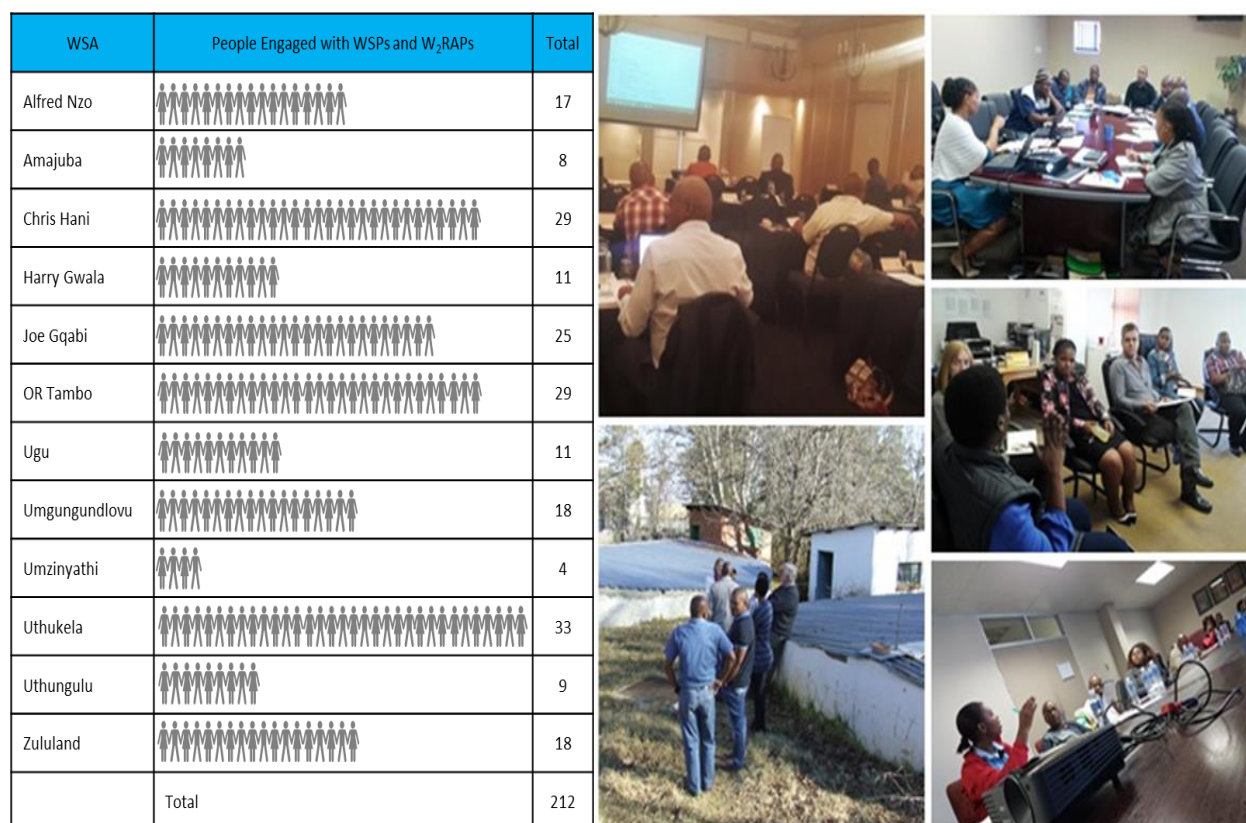 WSA People Engaged with WSPs and W₂RAPs Total
Alfred Nzo 17
Amajuba 8
Chris Hani 29
Harry Gwala 11
Joe Gqabi 25
OR Tambo 29
Ugu 11
Umgungundlovu 18
Umzinyathi 4
Uthukela 33
Uthungulu 9
Zululand 18
Total 212